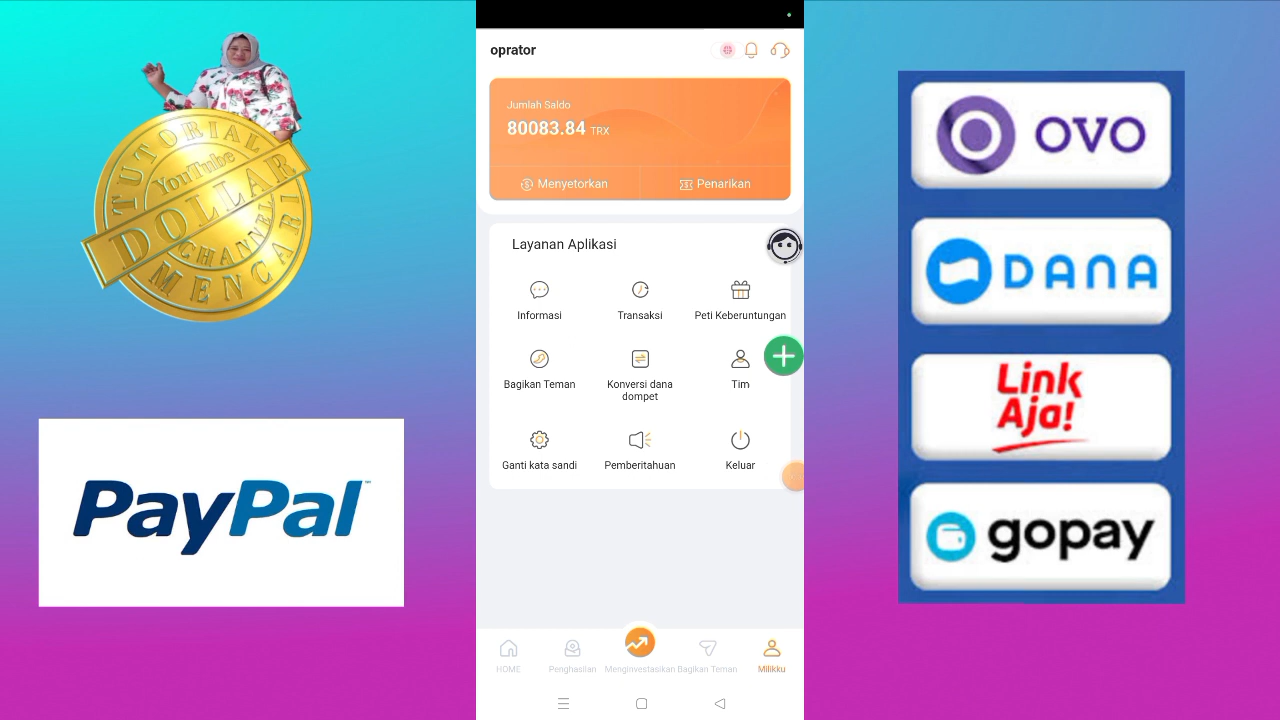 TUTORIAL
YouTube
DOLLAR
CHANNEL
MENCARI
PayPal
™
oprator
Jumlah Saldo
80083.84 TRX
Menyetorkan
Penarikan
Layanan Aplikasi
Informasi
Transaksi
Peti Keberuntungan
Bagikan Teman
Konversi dana
dompet
Tim
Ganti kata sandi
Pemberitahuan
Keluar
HOME
Penghasilan
Menginvestasikan
Bagikan Teman
Milikku
OVO
DANA
Link
Aja!
gopay